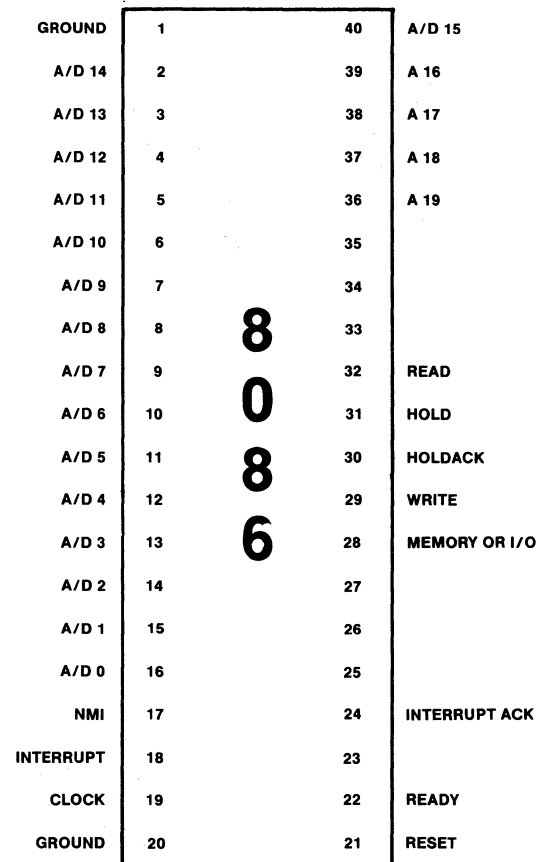 GROUND 1 40 A/D 15
A/D 14 2 39 A 16
A/D 13 3 38 A 17
A/D 12 4 37 A 18
A/D 11 5 36 A 19
A/D 10 6 35
A/D 9 7 34
A/D 8 8 33
8
A/D 7 9 32 READ
0
A/D 6 10 31 HOLD
A/D 5 11 30 HOLDACK
8
A/D 4 12 29 WRITE
A/D 3 13 28 MEMORY OR I/O
6
A/D 2 14 27
A/D 1 15 26
A/D 0 16 25
NMI 17 24 INTERRUPT ACK
INTERRUPT 18 23
CLOCK 19 22 READY
GROUND 20 21 RESET